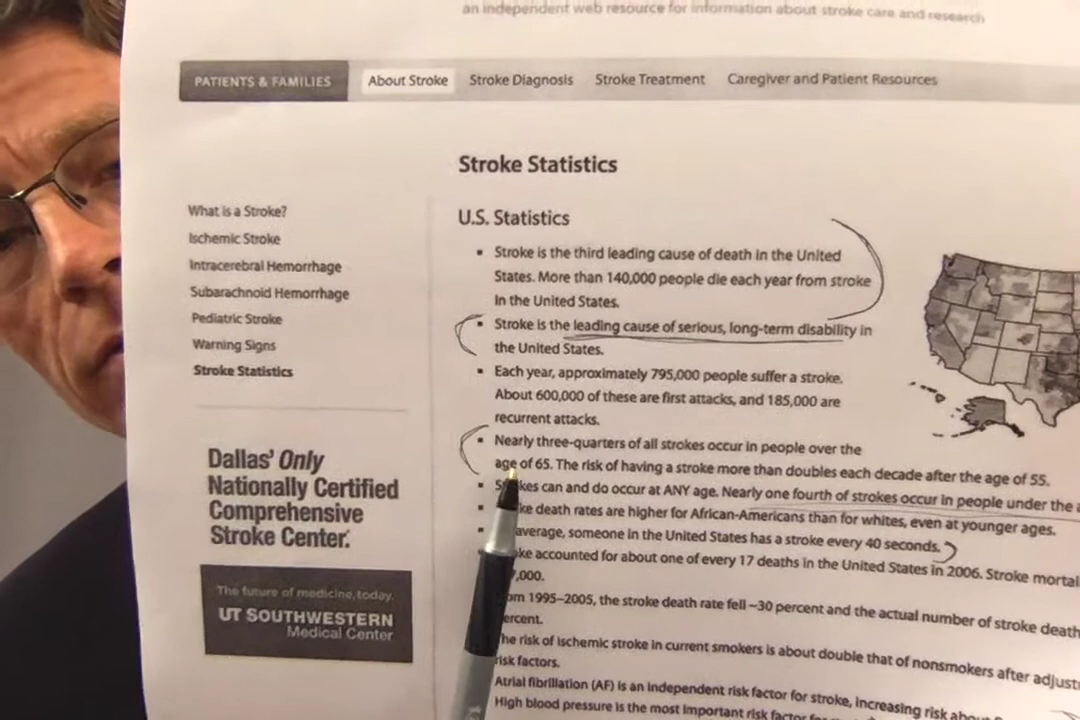 an independent web resource for information about stroke care and research
PATIENTS & FAMILIES About Stroke Stroke Diagnosis Stroke Treatment Caregiver and Patient Resources
What is a Stroke?
Ischemic Stroke
Intracerebral Hemorrhage
Subarachnoid Hemorrhage
Pediatric Stroke
Warning Signs
Stroke Statistics
Dallas' Only
Nationally Certified
Comprehensive
Stroke Center.
The future of medicine, today.
UT SOUTHWESTERN
Medical Center
Stroke Statistics
U.S. Statistics
Stroke is the third leading cause of death in the United
States. More than 140,000 people die each year from stroke
in the United States.
Stroke is the leading cause of serious, long-term disability in
the United States.
Each year, approximately 795,000 people suffer a stroke.
About 600,000 of these are first attacks, and 185,000 are
recurrent attacks.
Nearly three-quarters of all strokes occur in people over the
age of 65. The risk of having a stroke more than doubles each decade after the age of 55.
can and do occur at ANY age. Nearly one fourth of strokes occur in people under the
death rates are higher for African-Americans than for whites, even at younger ages.
average, someone in the United States has a stroke every 40 seconds.
accounted for about one of every 17 deaths in the United States in 2006. Stroke
,000.
1995–2005, the stroke death rate fell ~30 percent and the actual number of stroke
risk of ischemic stroke in current smokers is about double that of nonsmokers after
risk factors.
Atrial fibrillation (AF) is an independent risk factor for stroke, increasing risk
High blood pressure is the most important risk factor